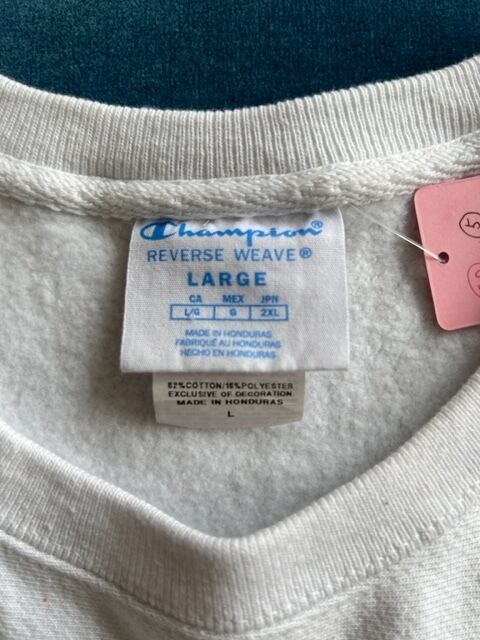 Champion®
REVERSE WEAVE®
LARGE
CA MEX JPN
L/G G 2XL
MADE IN HONDURAS
FABRIQUÉ AU HONDURAS
HECHO EN HONDURAS
82%COTTON/18%POLYESTER
EXCLUSIVE OF DECORATION
MADE IN HONDURAS
L
5